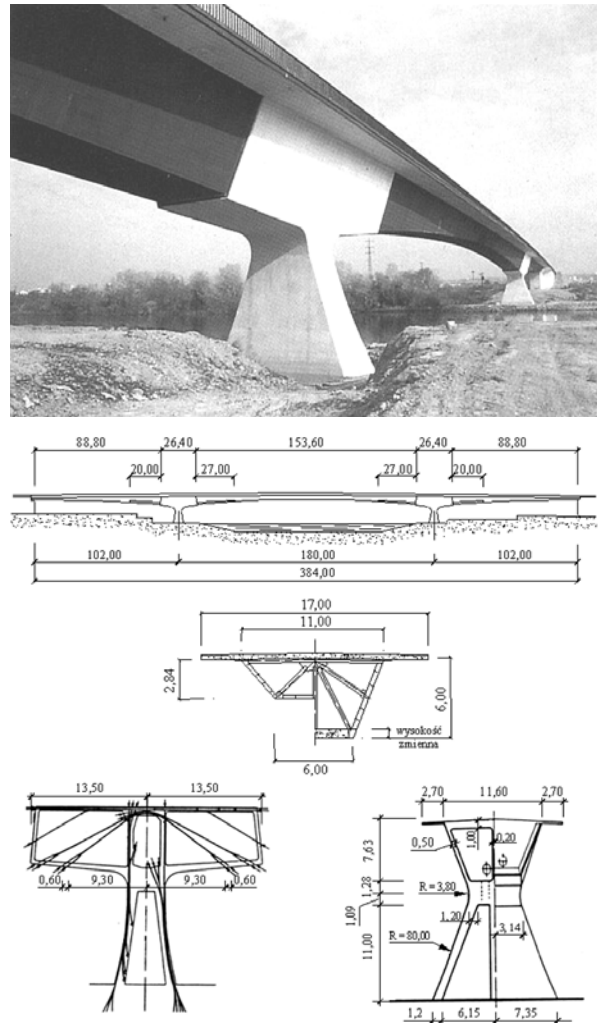 88,80 26,40 153,60 26,40 88,80
20,00 27,00 27,00 20,00
102,00 180,00 102,00
384,00
17,00
11,00
2,84
6,00
wysokość
zmienna
6,00
13,50 13,50
0,60 9,30 9,30 0,60
2,70 11,60 2,70
7,63
0,50
1,00
0,20
1,28
R = 3,80
1,09
1,20
3,14
11,00
R = 80,00
1,2 6,15 7,35